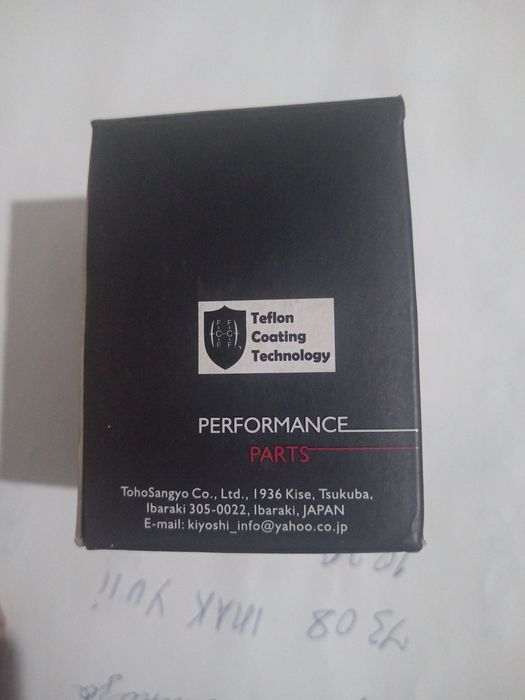 Teflon
Coating
Technology
PERFORMANCE
PARTS
TohoSangyo Co., Ltd., 1936 Kise, Tsukuba,
Ibaraki 305-0022, Ibaraki, JAPAN
E-mail: kiyoshi_info@yahoo.co.jp